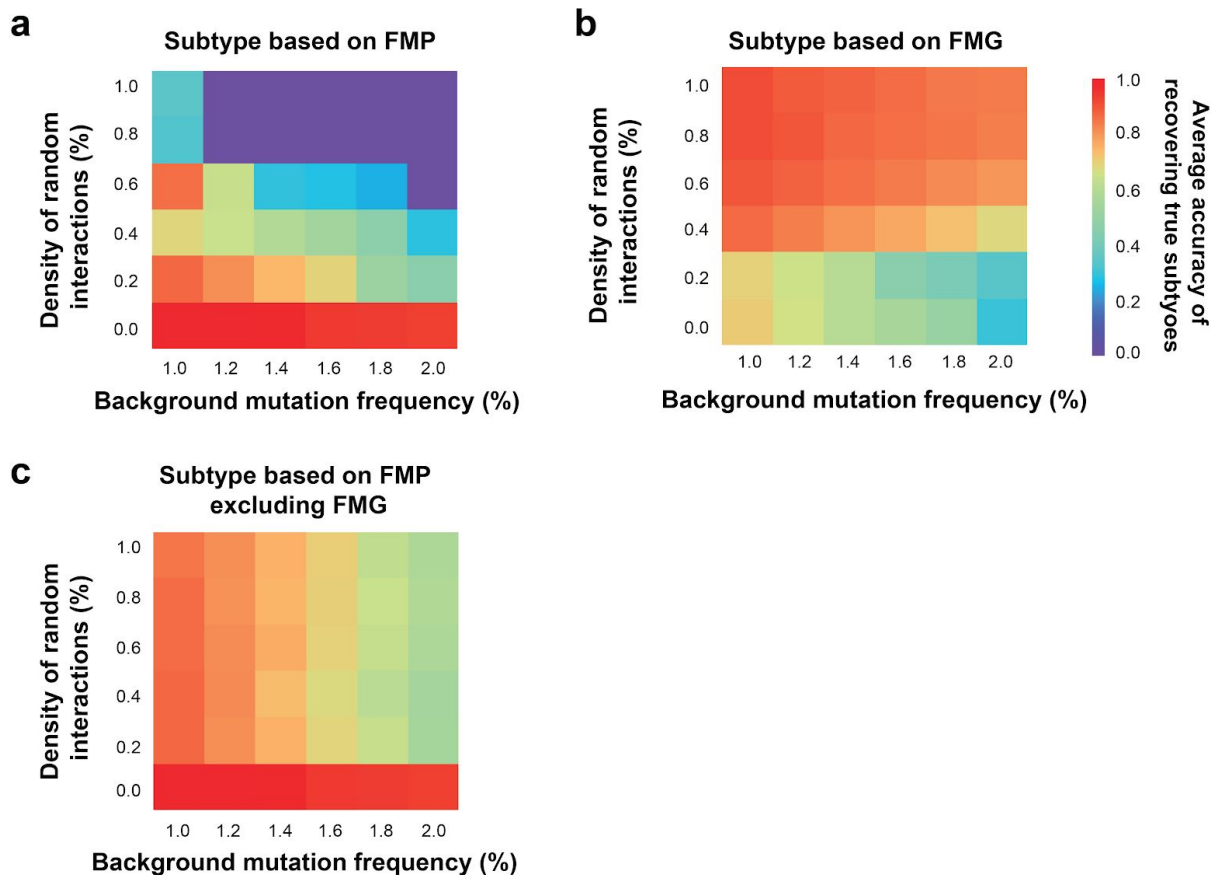 a
Subtype based on FMP
Density of random
interactions (%)
1.0
0.8
0.6
0.4
0.2
0.0
1.0 1.2 1.4 1.6 1.8 2.0
Background mutation frequency (%)
b
Subtype based on FMG
Density of random
interactions (%)
1.0
0.8
0.6
0.4
0.2
0.0
1.0 1.2 1.4 1.6 1.8 2.0
Background mutation frequency (%)
1.0
0.8
0.6
0.4
0.2
0.0
Average accuracy of
recovering true subtyoes
c
Subtype based on FMP
excluding FMG
Density of random
interactions (%)
1.0
0.8
0.6
0.4
0.2
0.0
1.0 1.2 1.4 1.6 1.8 2.0
Background mutation frequency (%)